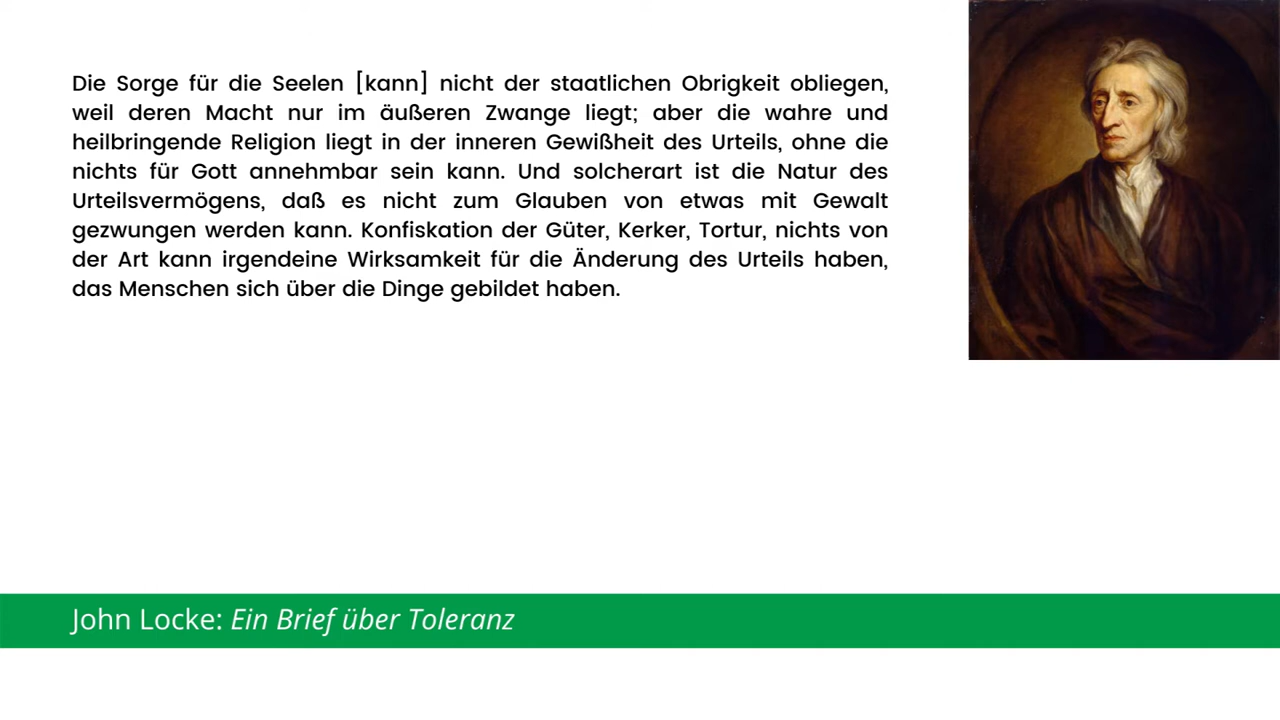 Die Sorge für die Seelen [kann] nicht der staatlichen Obrigkeit obliegen,
weil deren Macht nur im äußeren Zwange liegt; aber die wahre und
heilbringende Religion liegt in der inneren Gewißheit des Urteils, ohne die
nichts für Gott annehmbar sein kann. Und solcherart ist die Natur des
Urteilsvermögens, daß es nicht zum Glauben von etwas mit Gewalt
gezwungen werden kann. Konfiskation der Güter, Kerker, Tortur, nichts von
der Art kann irgendeine Wirksamkeit für die Änderung des Urteils haben,
das Menschen sich über die Dinge gebildet haben.
John Locke: Ein Brief über Toleranz